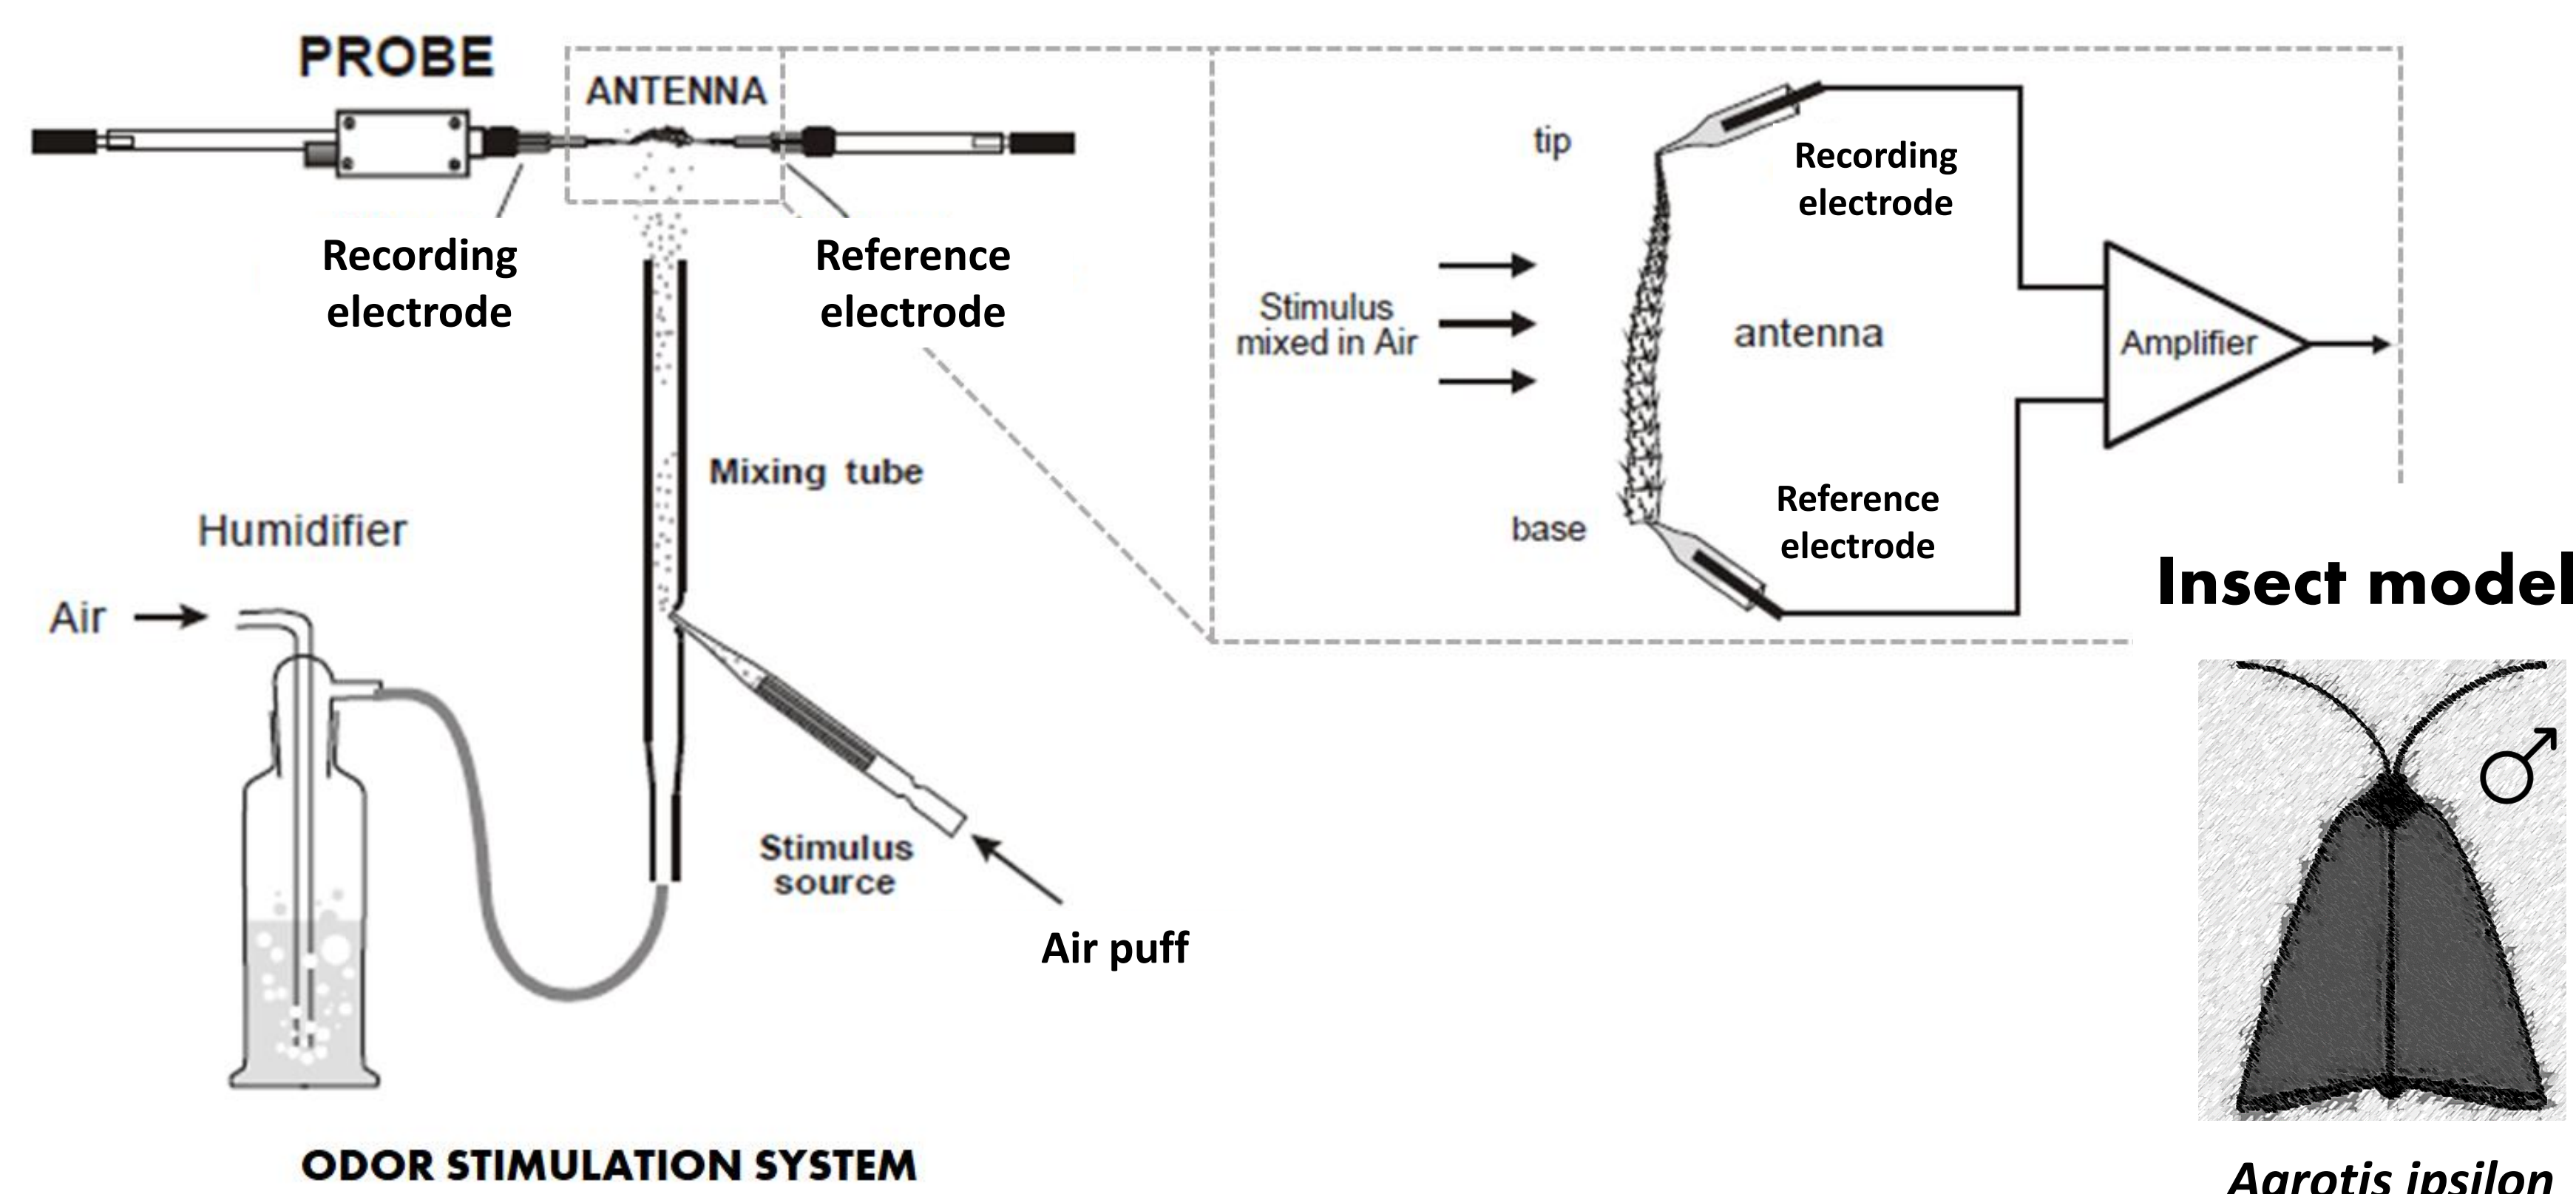 PROBE
ANTENNA
Recording
electrode
Reference
electrode
Mixing tube
Humidifier
Air
Stimulus
source
Air puff
ODOR STIMULATION SYSTEM
tip
Recording
electrode
Stimulus
mixed in Air
antenna
Amplifier
base
Reference
electrode
Insect model
♂
Agrotis ipsilon